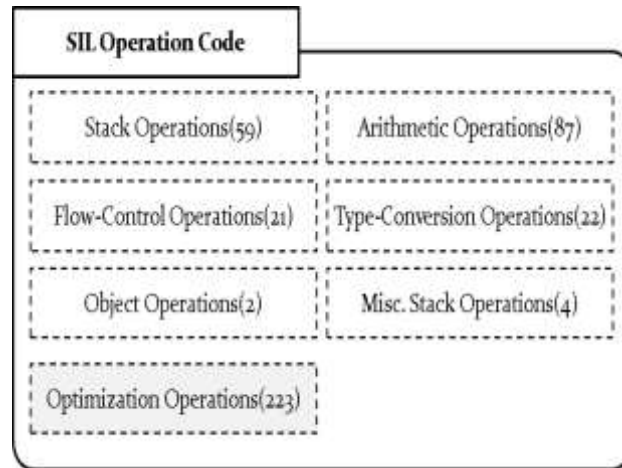 SIL Operation Code
Stack Operations(59)
Arithmetic Operations(87)
Flow-Control Operations(21)
Type-Conversion Operations(22)
Object Operations(2)
Misc. Stack Operations(4)
Optimization Operations(223)